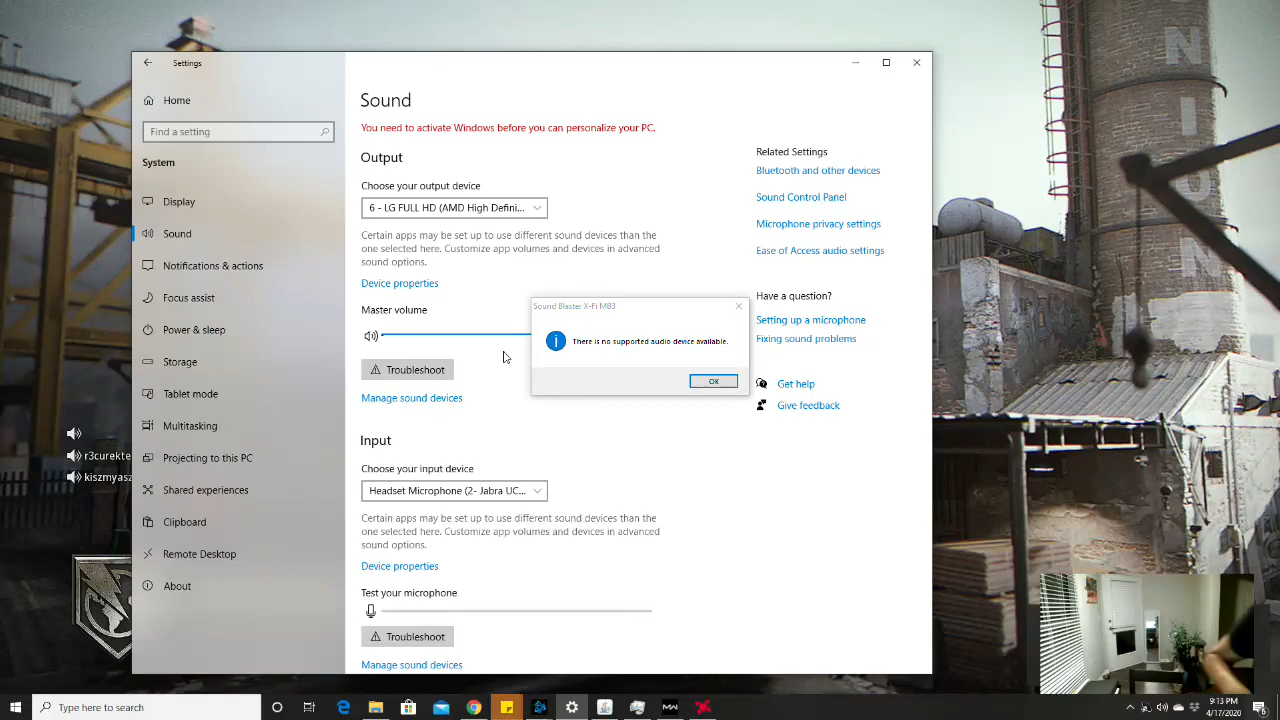 Settings
Home
Find a setting
System
Display
Sound
Notifications & actions
Focus assist
Power & sleep
Storage
Tablet mode
Multitasking
Projecting to this PC
Shared experiences
Clipboard
Remote Desktop
About
Sound
You need to activate Windows before you can personalize your PC.
Output
Choose your output device
6 - LG FULL HD (AMD High Defini...
Certain apps may be set up to use different sound devices than the
one selected here. Customize app volumes and devices in advanced
sound options.
Device properties
Master volume
Troubleshoot
Manage sound devices
Input
Choose your input device
Headset Microphone (2- Jabra UC...
Certain apps may be set up to use different sound devices than the
one selected here. Customize app volumes and devices in advanced
sound options.
Device properties
Test your microphone
Troubleshoot
Manage sound devices
Related Settings
Bluetooth and other devices
Sound Control Panel
Microphone privacy settings
Ease of Access audio settings
Have a question?
Setting up a microphone
Fixing sound problems
Get help
Give feedback
Sound Blaster X-Fi MB3
There is no supported audio device available.
OK
r3curekte
kiszmyasz
Type here to search
9:13 PM
4/17/2020